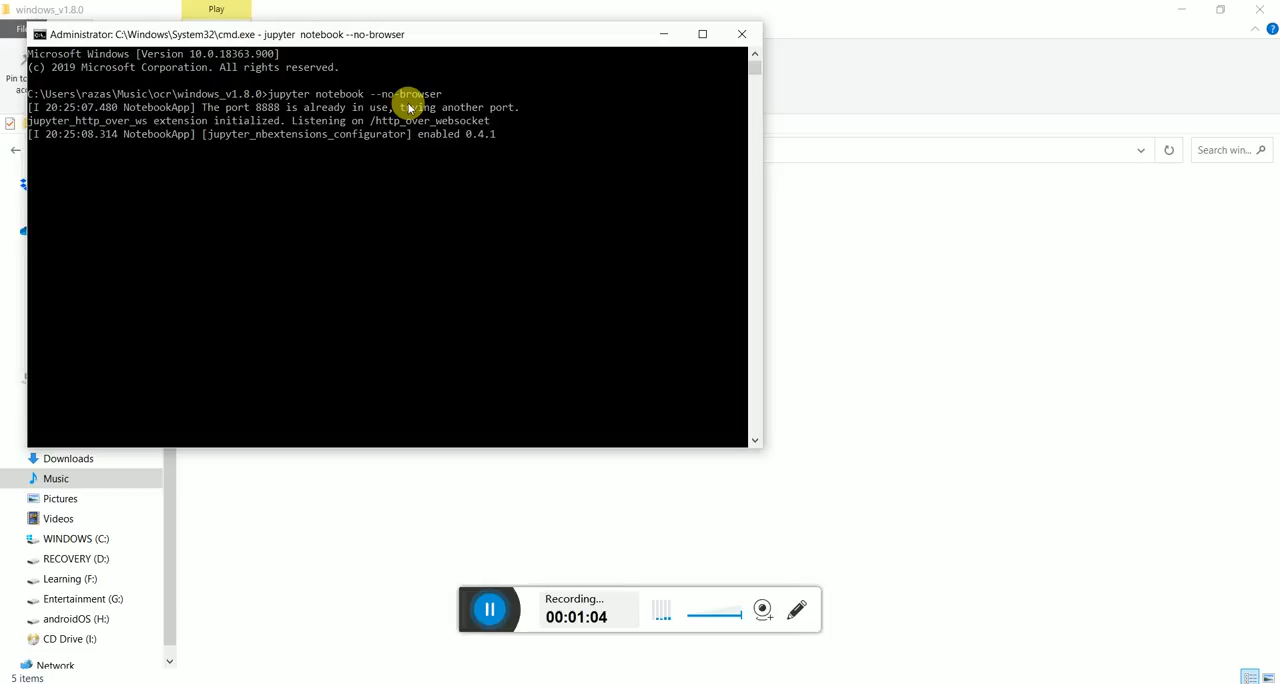 windows_v1.8.0
Play
Administrator: C:\Windows\System32\cmd.exe - jupyter  notebook --no-browser
Microsoft Windows [Version 10.0.18363.900]
(c) 2019 Microsoft Corporation. All rights reserved.
C:\Users\razas\Music\ocr\windows_v1.8.0>jupyter notebook --no-browser
[I 20:25:07.480 NotebookApp] The port 8888 is already in use, trying another port.
jupyter_http_over_ws extension initialized. Listening on /http_over_websocket
[I 20:25:08.314 NotebookApp] [jupyter_nbextensions_configurator] enabled 0.4.1
Search win...
Downloads
Music
Pictures
Videos
WINDOWS (C:)
RECOVERY (D:)
Learning (F:)
Entertainment (G:)
androidOS (H:)
CD Drive (I:)
Network
5 items
Recording...
00:01:04